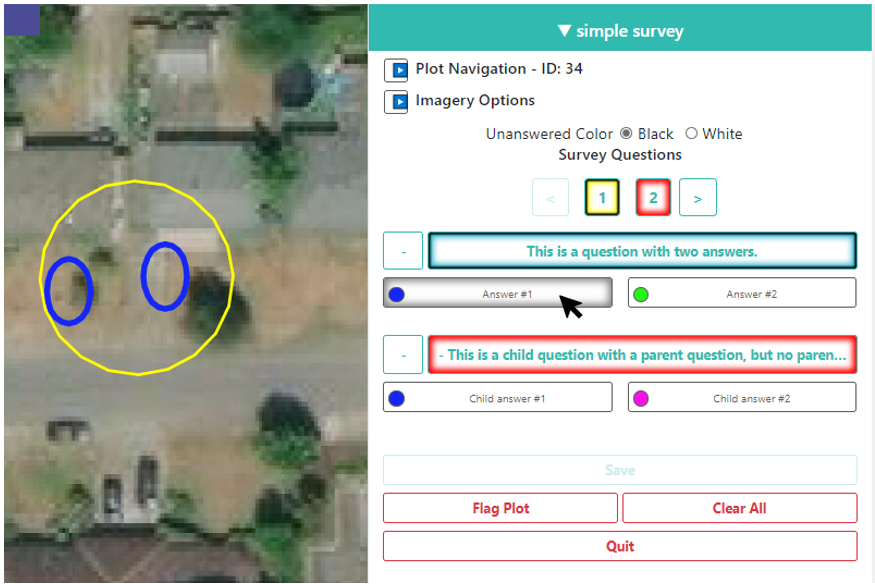 ▼ simple survey
Plot Navigation - ID: 34
Imagery Options
Unanswered Color Black White
Survey Questions
< 1 2 >
- This is a question with two answers.
Answer #1 Answer #2
- - This is a child question with a parent question, but no paren...
Child answer #1 Child answer #2
Save
Flag Plot Clear All
Quit